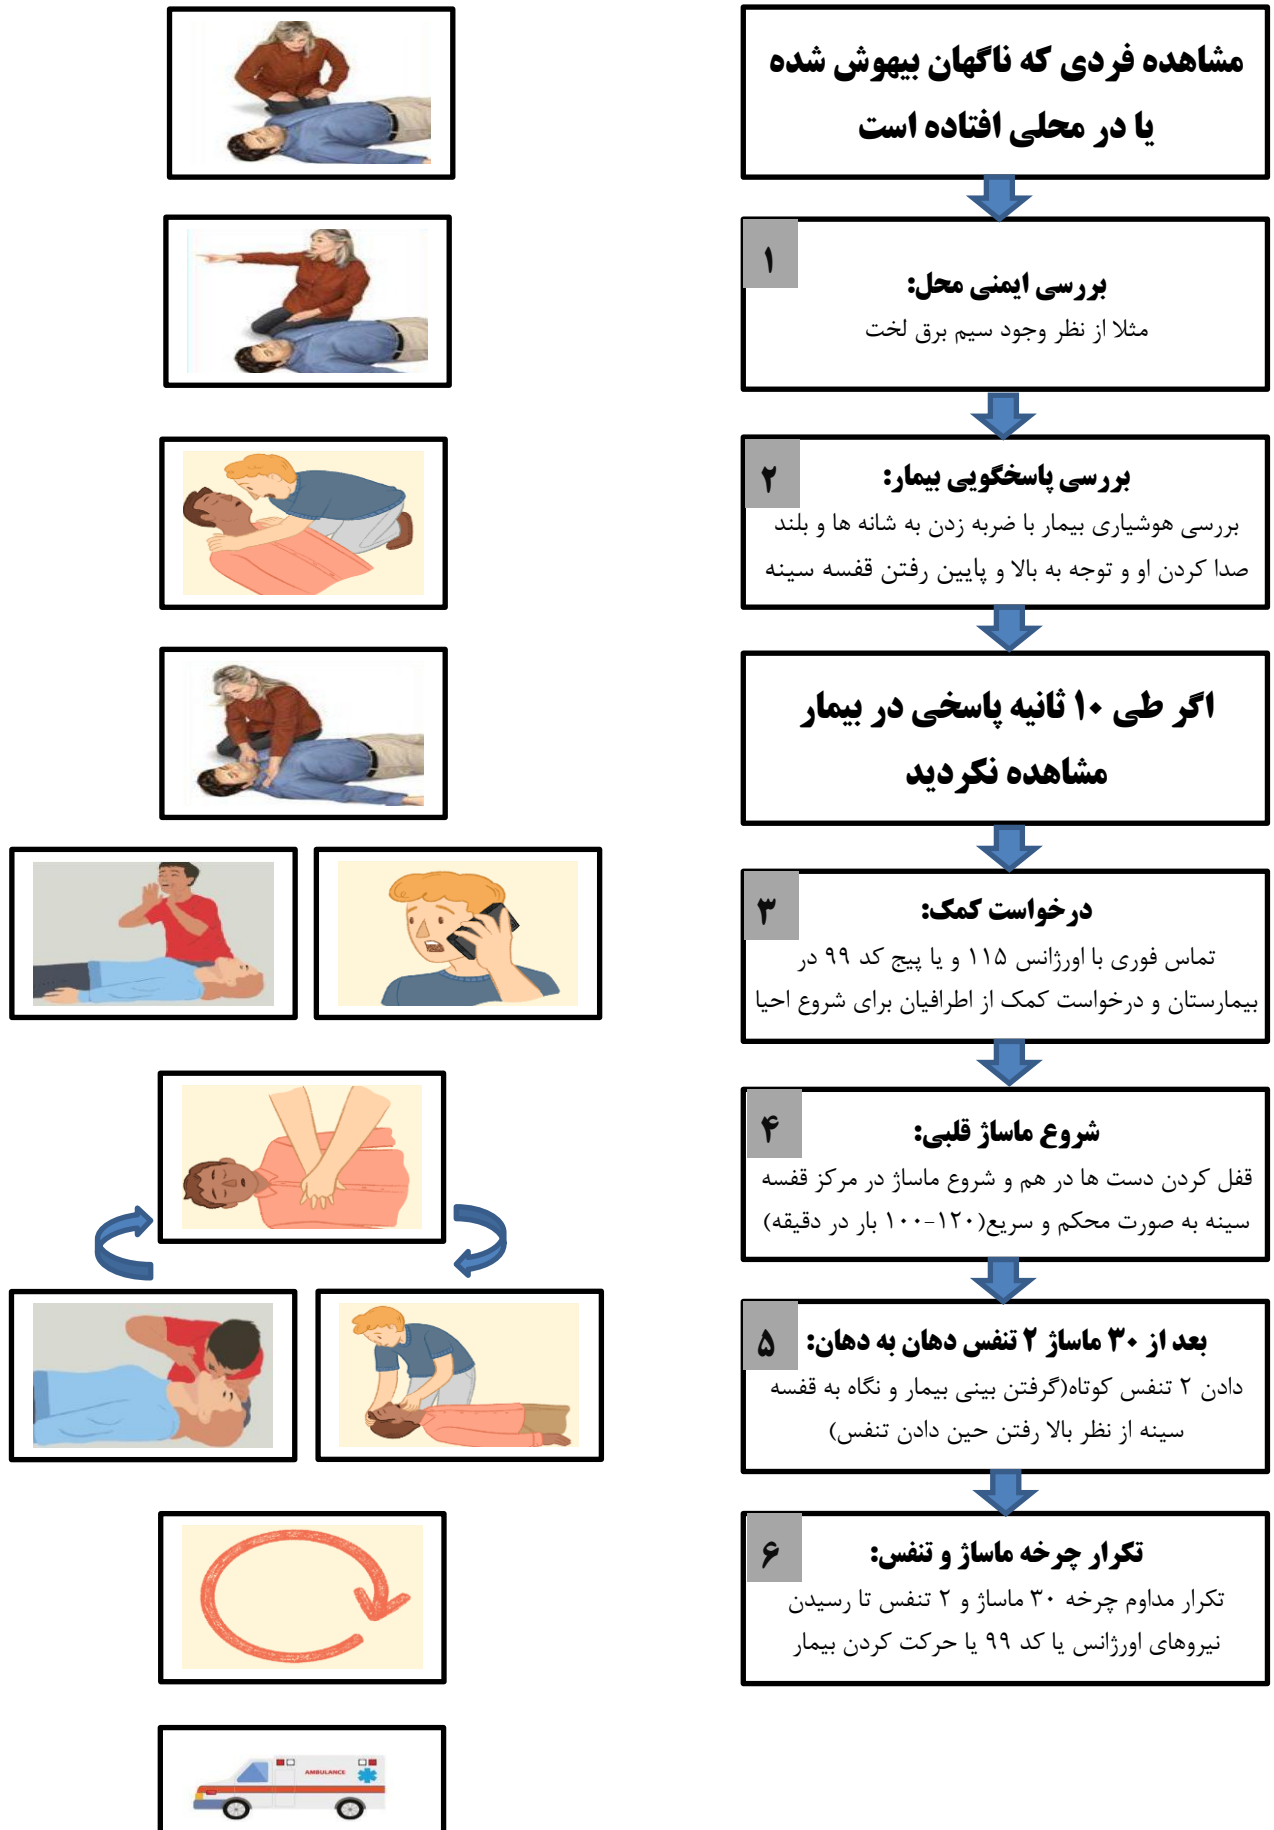 مشاهده فردی که ناگهان بیهوش شده
یا در محلی افتاده است
۱
بررسی ایمنی محل:
مثلا از نظر وجود سیم برق لخت
۲
بررسی پاسخگویی بیمار:
بررسی هوشیاری بیمار با ضربه زدن به شانه ها و بلند
صدا کردن او و توجه به بالا و پایین رفتن قفسه سینه
اگر طی ۱۰ ثانیه پاسخی در بیمار
مشاهده نکردید
۳
درخواست کمک:
تماس فوری با اورژانس ۱۱۵ و یا پیج کد ۹۹ در
بیمارستان و درخواست کمک از اطرافیان برای شروع احیا
۴
شروع ماساژ قلبی:
قفل کردن دست ها در هم و شروع ماساژ در مرکز قفسه
سینه به صورت محکم و سریع(۱۲۰-۱۰۰ بار در دقیقه)
۵
بعد از ۳۰ ماساژ ۲ تنفس دهان به دهان:
دادن ۲ تنفس کوتاه(گرفتن بینی بیمار و نگاه به قفسه
سینه از نظر بالا رفتن حین دادن تنفس)
۶
تکرار چرخه ماساژ و تنفس:
تکرار مداوم چرخه ۳۰ ماساژ و ۲ تنفس تا رسیدن
نیروهای اورژانس یا کد ۹۹ یا حرکت کردن بیمار
AMBULANCE